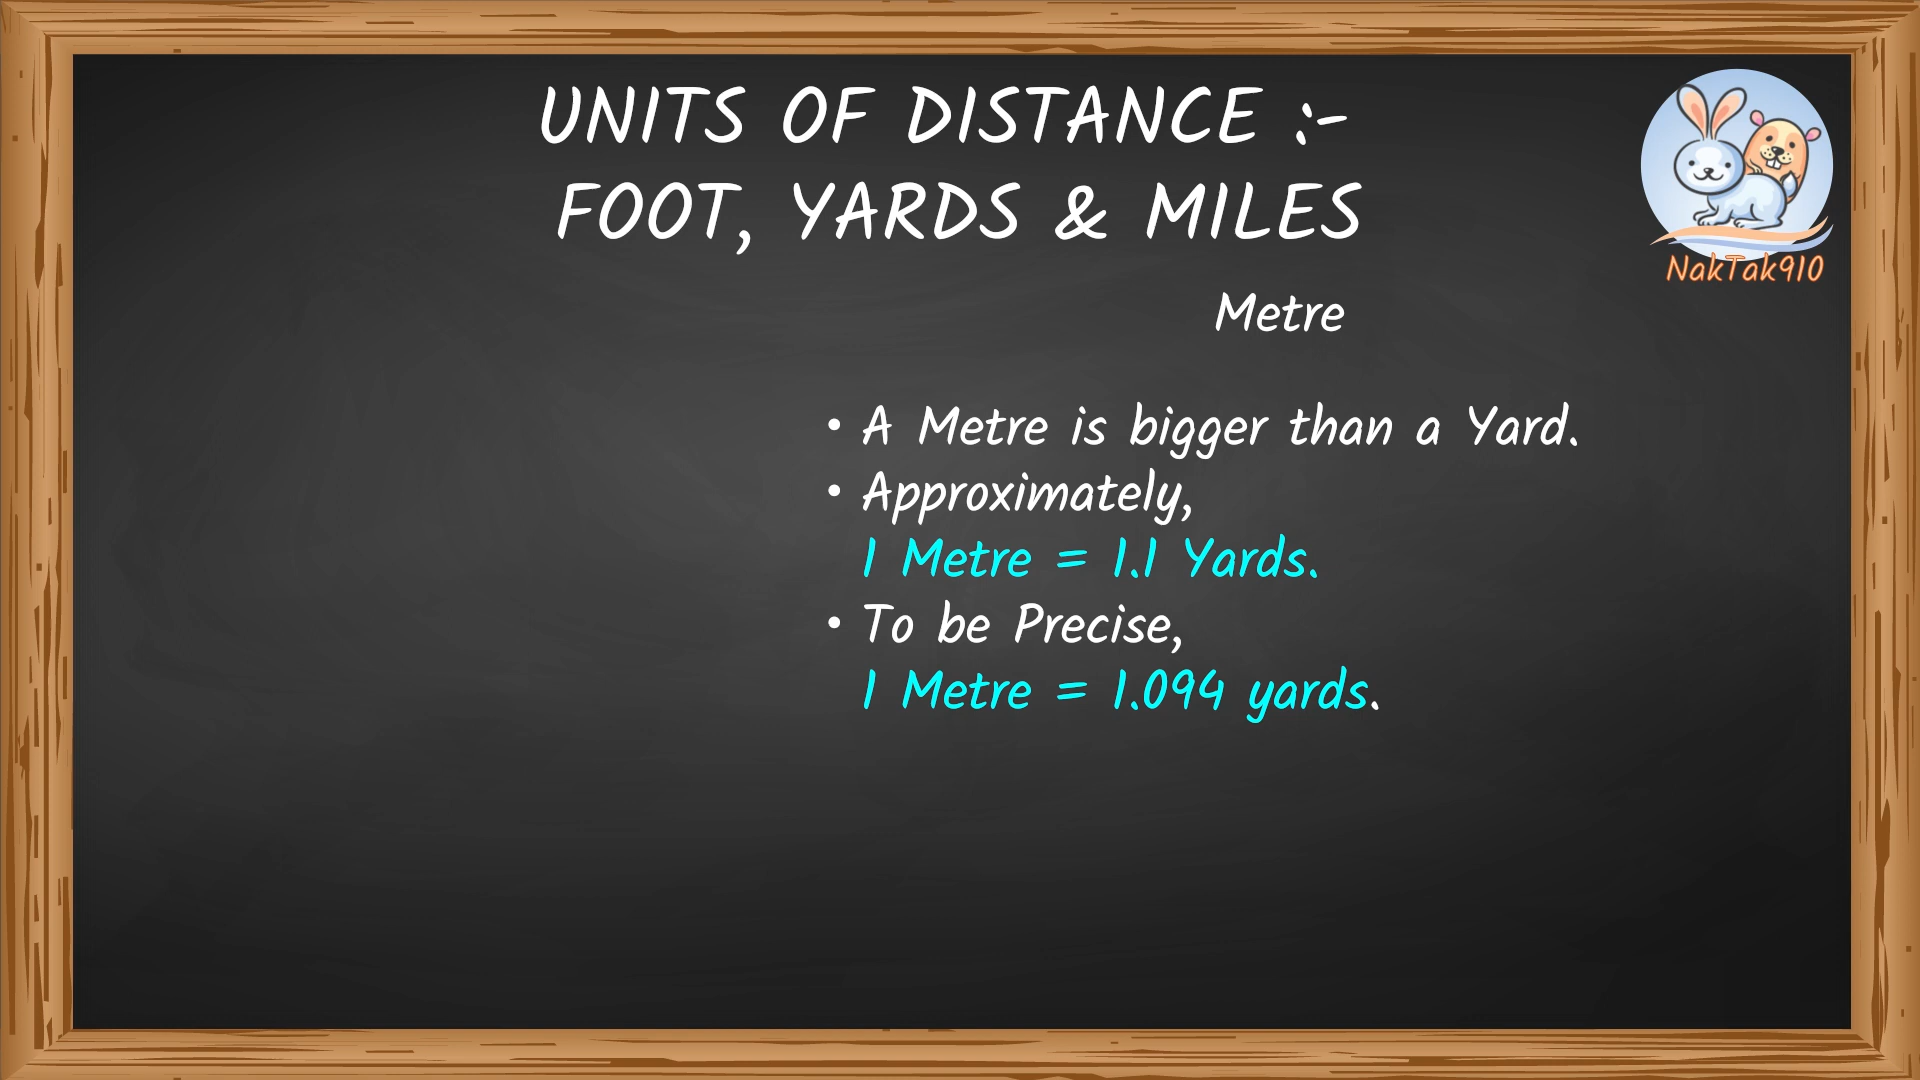 UNITS OF DISTANCE :-
FOOT, YARDS & MILES
NakTak910
Metre
• A Metre is bigger than a Yard.
• Approximately,
1 Metre = 1.1 Yards.
• To be Precise,
1 Metre = 1.094 yards.